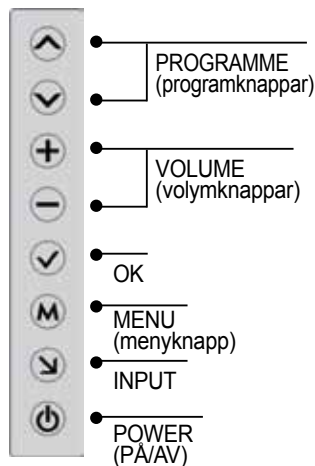 PROGRAMME
(programknappar)
VOLUME
(volymknappar)
OK
M
MENU
(menyknapp)
INPUT
POWER
(PÅ/AV)